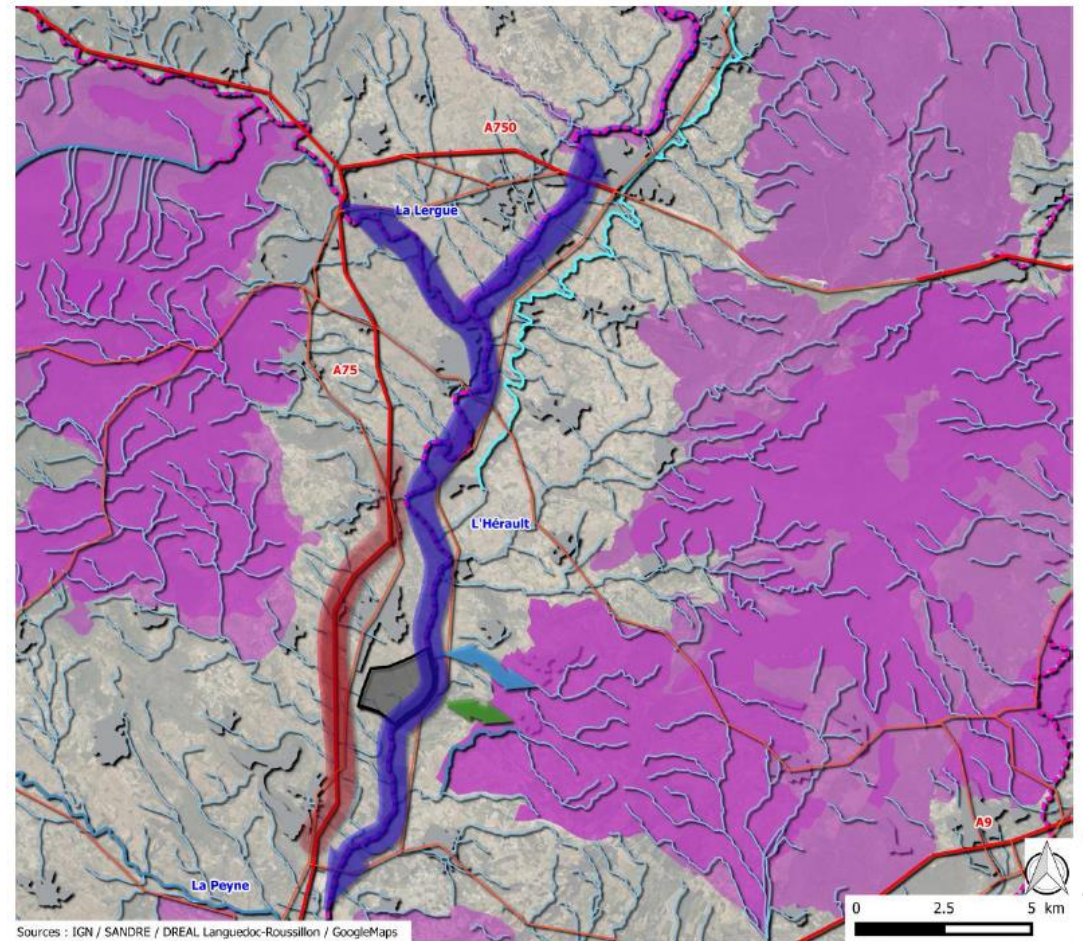 A750
La Lergue
A75
L'Hérault
A9
La Peyne
0 2.5 5 km
Sources : IGN / SANDRE / DREAL Languedoc-Roussillon / GoogleMaps